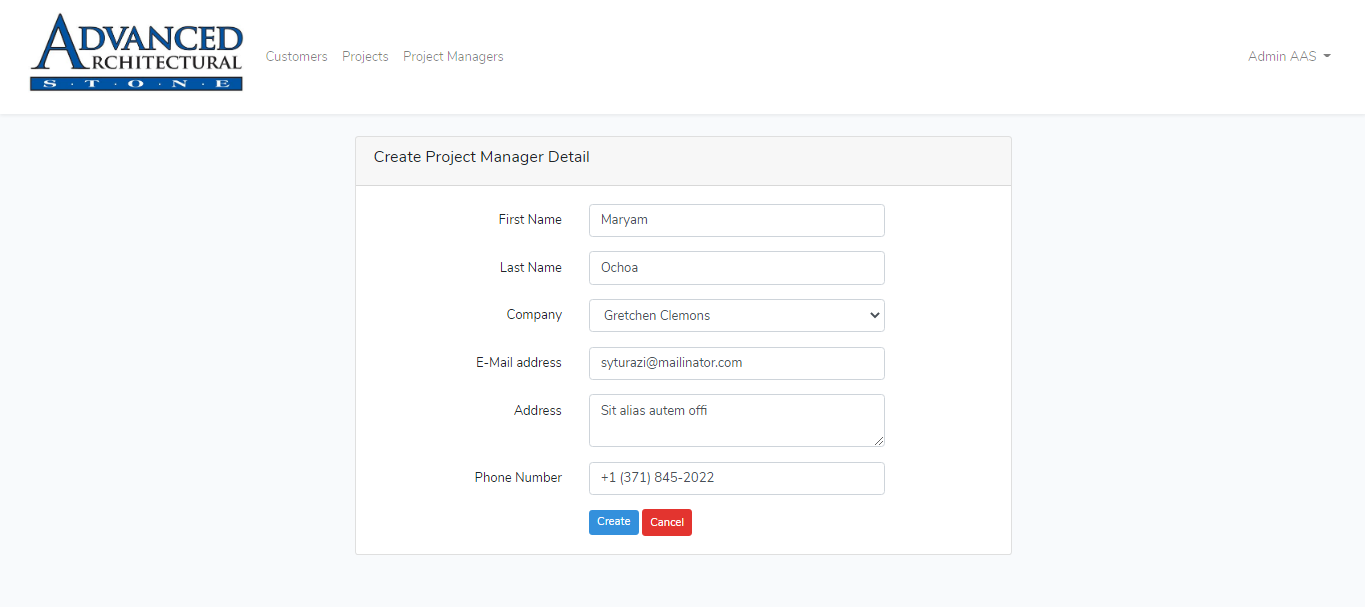 ADVANCED
ARCHITECTURAL
S·T·O·N·E
Customers Projects Project Managers
Admin AAS
Create Project Manager Detail
First Name Maryam
Last Name Ochoa
Company Gretchen Clemons
E-Mail address syturazi@mailinator.com
Address Sit alias autem offi
Phone Number +1 (371) 845-2022
Create Cancel